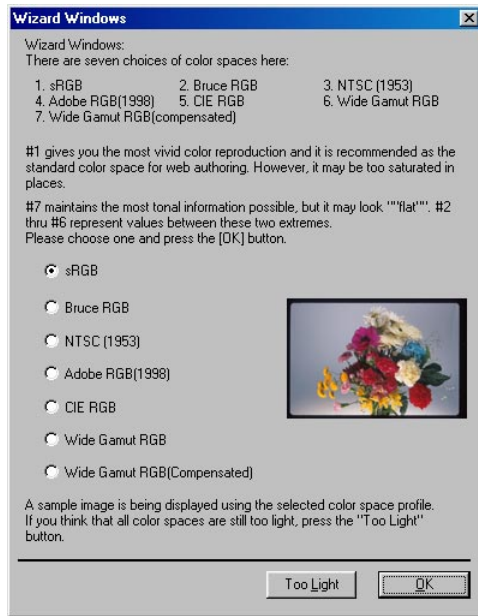 Wizard Windows
Wizard Windows:
There are seven choices of color spaces here:
1. sRGB 2. Bruce RGB 3. NTSC (1953)
4. Adobe RGB(1998) 5. CIE RGB 6. Wide Gamut RGB
7. Wide Gamut RGB(compensated)
#1 gives you the most vivid color reproduction and it is recommended as the
standard color space for web authoring. However, it may be too saturated in
places.
#7 maintains the most tonal information possible, but it may look ""flat"". #2
thru #6 represent values between these two extremes.
Please choose one and press the [OK] button.
sRGB
Bruce RGB
NTSC (1953)
Adobe RGB(1998)
CIE RGB
Wide Gamut RGB
Wide Gamut RGB(Compensated)
A sample image is being displayed using the selected color space profile.
If you think that all color spaces are still too light, press the "Too Light"
button.
Too Light OK